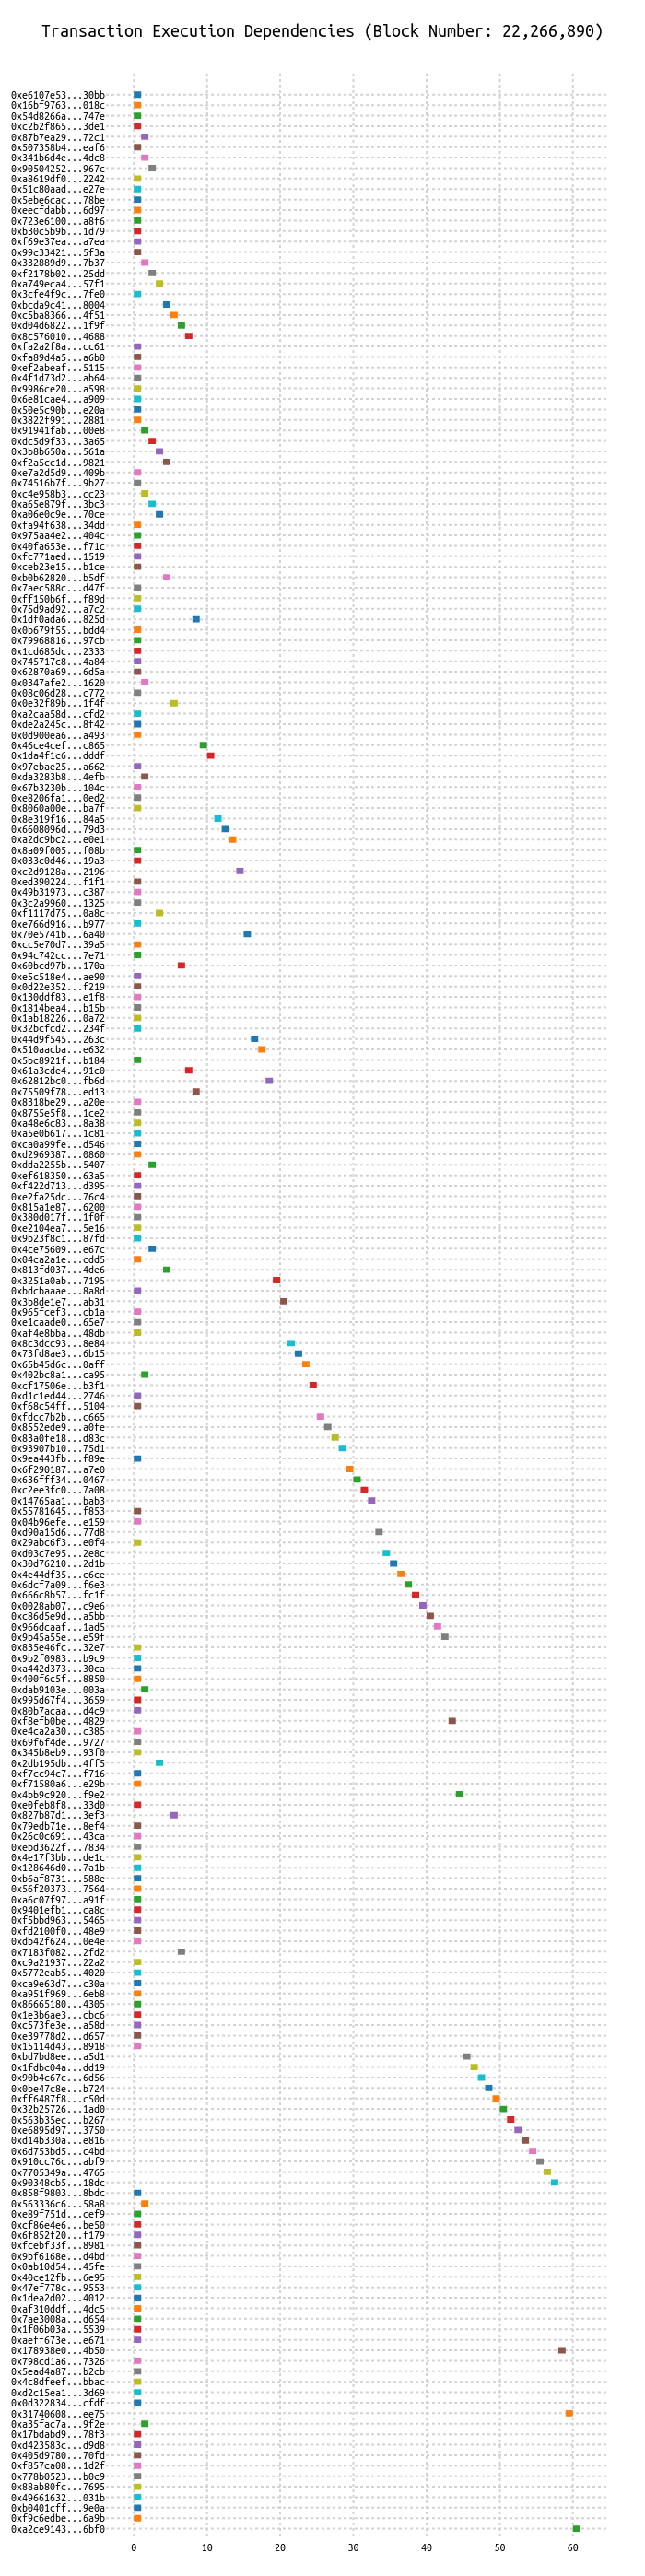 Transaction Execution Dependencies (Block Number: 22,266,890)
0xe6107e53...30bb
0x16bf9763...018c
0x54d8266a...747e
0xc2b2f865...3de1
0x87b7ea29...72c1
0x507358b4...eaf6
0x341b6d4e...4dc8
0x90504252...967c
0xa8619df0...2242
0x51c80aad...e27e
0x5ebe6cac...78be
0xeecfdabb...6d97
0x723e6100...a8f6
0xb30c5b9b...1d79
0xf69e37ea...a7ea
0x99c33421...5f3a
0x332889d9...7b37
0xf2178b02...25dd
0xa749eca4...57f1
0x3cfe4f9c...7fe0
0xbcda9c41...8004
0xc5ba8366...4f51
0xd04d6822...1f9f
0x8c576010...4688
0xfa2a2f8a...cc61
0xfa89d4a5...a6b0
0xef2abeaf...5115
0x4f1d73d2...ab64
0x9986ce20...a598
0x6e81cae4...a909
0x50e5c90b...e20a
0x3822f991...2881
0x91941fab...00e8
0xdc5d9f33...3a65
0x3b8b650a...561a
0xf2a5cc1d...9821
0xe7a2d5d9...409b
0x74516b7f...9b27
0xc4e958b3...cc23
0xa65e879f...3bc3
0xa06e0c9e...70ce
0xfa94f638...34dd
0x975aa4e2...404c
0x40fa653e...f71c
0xfc771aed...1519
0xceb23e15...b1ce
0xb0b62820...b5df
0x7aec588c...d47f
0xff150b6f...f89d
0x75d9ad92...a7c2
0x1df0ada6...825d
0x0b679f55...bdd4
0x79968816...97cb
0x1cd685dc...2333
0x745717c8...4a84
0x62870a69...6d5a
0x0347afe2...1620
0x08c06d28...c772
0x0e32f89b...1f4f
0xa2caa58d...cfd2
0xde2a245c...8f42
0x0d900ea6...a493
0x46ce4cef...c865
0x1da4f1c6...dddf
0x97ebae25...a662
0xda3283b8...4efb
0x67b3230b...104c
0xe8206fa1...0ed2
0x8060a00e...ba7f
0x8e319f16...84a5
0x6608096d...79d3
0xa2dc9bc2...e0e1
0x8a09f005...f08b
0x033c0d46...19a3
0xc2d9128a...2196
0xed390224...f1f1
0x49b31973...c387
0x3c2a9960...1325
0xf1117d75...0a8c
0xe766d916...b977
0x70e5741b...6a40
0xcc5e70d7...39a5
0x94c742cc...7e71
0x60bcd97b...170a
0xe5c518e4...ae90
0x0d22e352...f219
0x130ddf83...e1f8
0x1814bea4...b15b
0x1ab18226...0a72
0x32bcfcd2...234f
0x44d9f545...263c
0x510aacba...e632
0x5bc8921f...b184
0x61a3cde4...91c0
0x62812bc0...fb6d
0x75509f78...ed13
0x8318be29...a20e
0x8755e5f8...1ce2
0xa48e6c83...8a38
0xa5e0b617...1c81
0xca0a99fe...d546
0xd2969387...0860
0xdda2255b...5407
0xef618350...63a5
0xf422d713...d395
0xe2fa25dc...76c4
0x815a1e87...6200
0x380d017f...1f0f
0xe2104ea7...5e16
0x9b23f8c1...87fd
0x4ce75609...e67c
0x04ca2a1e...cdd5
0x813fd037...4de6
0x3251a0ab...7195
0xbdcbaaae...8a8d
0x3b8de1e7...ab31
0x965fcef3...cb1a
0xe1caade0...65e7
0xaf4e8bba...48db
0x8c3dcc93...8e84
0x73fd8ae3...6b15
0x65b45d6c...0aff
0x402bc8a1...ca95
0xcf17506e...b3f1
0xd1c1ed44...2746
0xf68c54ff...5104
0xfdcc7b2b...c665
0x8552ede9...a0fe
0x83a0fe18...d83c
0x93907b10...75d1
0x9ea443fb...f89e
0x6f290187...a7e0
0x636fff34...0467
0xc2ee3fc0...7a08
0x14765aa1...bab3
0x55781645...f853
0x04b96efe...e159
0xd90a15d6...77d8
0x29abc6f3...e0f4
0xd03c7e95...2e8c
0x30d76210...2d1b
0x4e44df35...c6ce
0x6dcf7a09...f6e3
0x666c8b57...fc1f
0x0028ab07...c9e6
0xc86d5e9d...a5bb
0x966dcaaf...1ad5
0x9b45a55e...e59f
0x835e46fc...32e7
0x9b2f0983...b9c9
0xa442d373...30ca
0x400f6c5f...8850
0xdab9103e...003a
0x995d67f4...3659
0x80b7acaa...d4c9
0xf8efb0be...4829
0xe4ca2a30...c385
0x69f6f4de...9727
0x345b8eb9...93f0
0x2db195db...4ff5
0xf7cc94c7...f716
0xf71580a6...e29b
0x4bb9c920...f9e2
0xe0feb8f8...33d0
0x827b87d1...3ef3
0x79edb71e...8ef4
0x26c0c691...43ca
0xebd3622f...7834
0x4e17f3bb...de1c
0x128646d0...7a1b
0xb6af8731...588e
0x56f20373...7564
0xa6c07f97...a91f
0x9401efb1...ca8c
0xf5bbd963...5465
0xfd2100f0...48e9
0xdb42f624...0e4e
0x7183f082...2fd2
0xc9a21937...22a2
0x5772eab5...4020
0xca9e63d7...c30a
0xa951f969...6eb8
0x86665180...4305
0x1e3b6ae3...cbc6
0xc573fe3e...a58d
0xe39778d2...d657
0x15114d43...8918
0xbd7bd8ee...a5d1
0x1fdbc04a...dd19
0x90b4c67c...6d56
0x0be47c8e...b724
0xff6487f8...c50d
0x32b25726...1ad0
0x563b35ec...b267
0xe6895d97...3750
0xd14b330a...e816
0x6d753bd5...c4bd
0x910cc76c...abf9
0x7705349a...4765
0x90348cb5...18dc
0x858f9803...8bdc
0x563336c6...58a8
0xe89f751d...cef9
0xcf86e4e6...be50
0x6f852f20...f179
0xfcebf33f...8981
0x9bf6168e...d4bd
0x0ab10d54...45fe
0x40ce12fb...6e95
0x47ef778c...9553
0x1dea2d02...4012
0xaf310ddf...4dc5
0x7ae3008a...d654
0x1f06b03a...5539
0xaeff673e...e671
0x178938e0...4b50
0x798cd1a6...7326
0x5ead4a87...b2cb
0x4c8dfeef...bbac
0xd2c15ea1...3d69
0x0d322834...cfdf
0x31740608...ee75
0xa35fac7a...9f2e
0x17bdabd9...78f3
0xd423583c...d9d8
0x405d9780...70fd
0xf857ca08...1d2f
0x778b0523...b0c9
0x88ab80fc...7695
0x49661632...031b
0xb0401cff...9e0a
0xf9c6edbe...6a9b
0xa2ce9143...6bf0
0 10 20 30 40 50 60